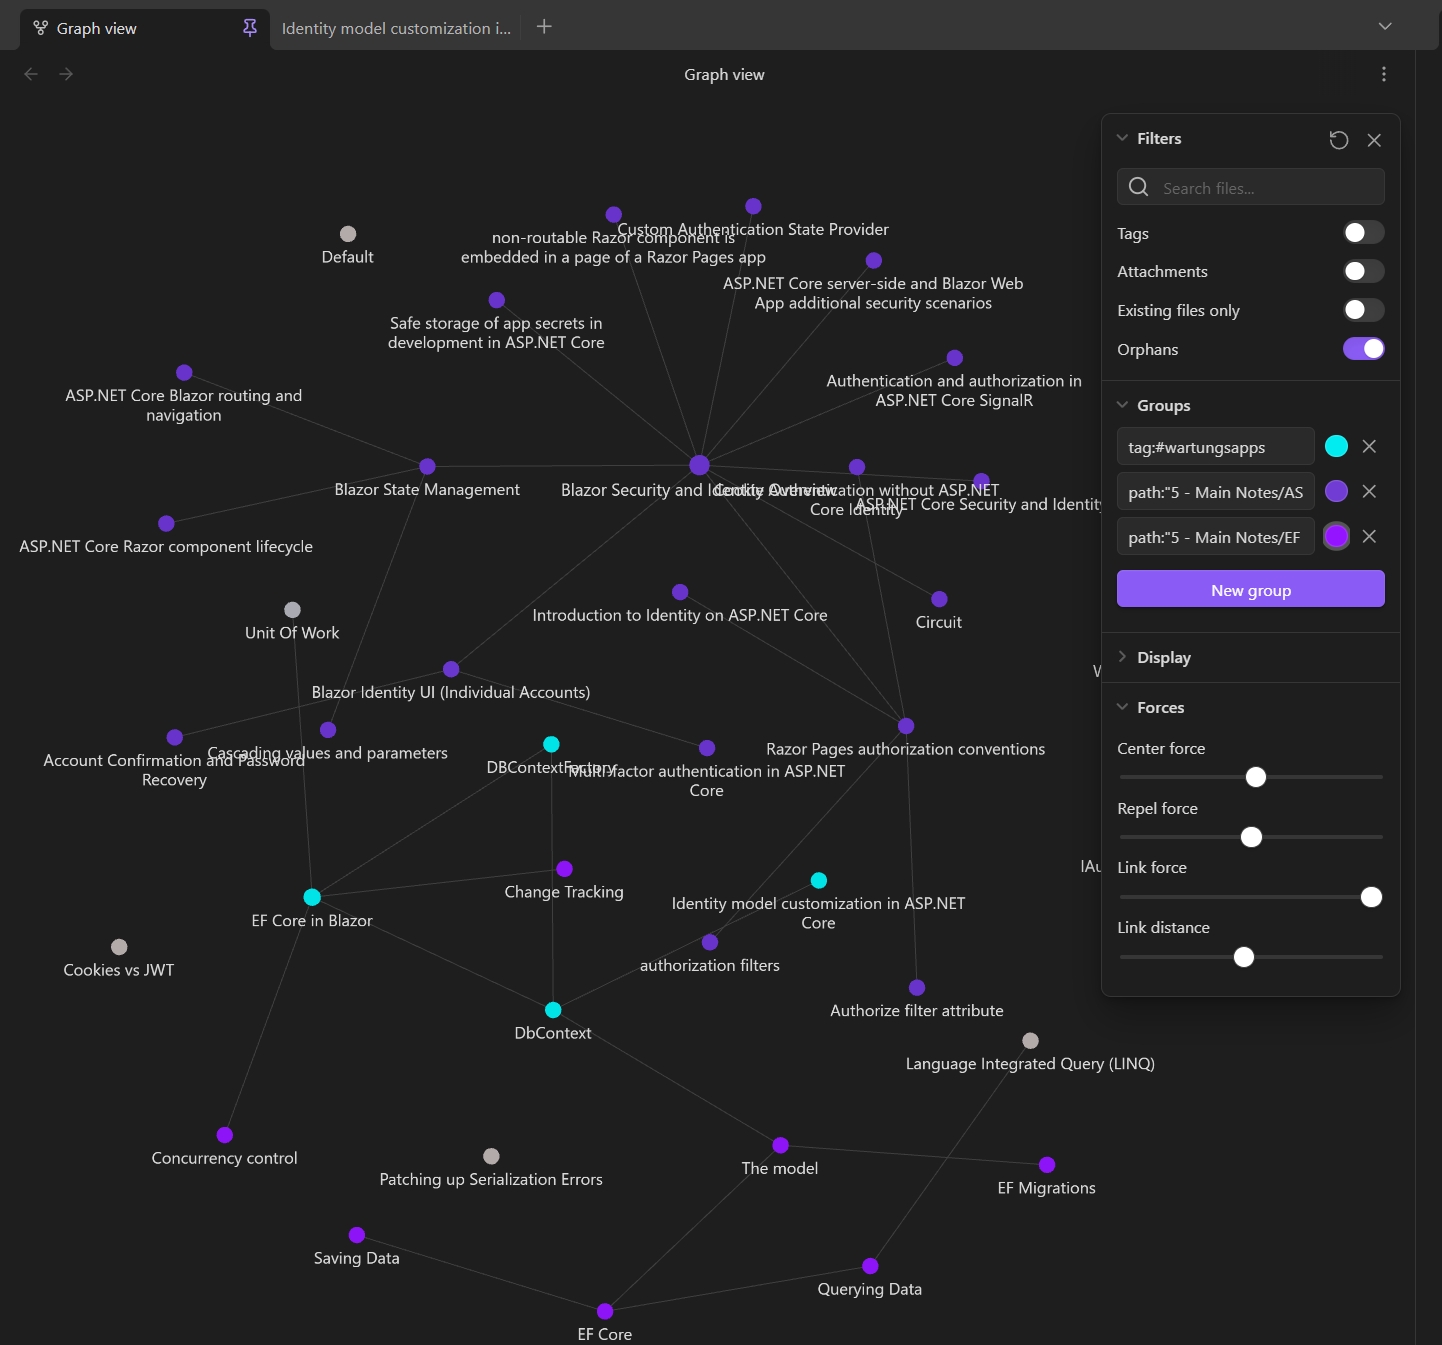 Graph view
Identity model customization i...
Graph view
Filters
Search files...
Tags
Attachments
Existing files only
Orphans
Groups
tag:#wartungsapps
path:"5 - Main Notes/AS
path:"5 - Main Notes/EF
New group
Display
Forces
Center force
Repel force
Link force
Link distance
Default
non-routable Razor component is
embedded in a page of a Razor Pages app
Custom Authentication State Provider
ASP.NET Core server-side and Blazor Web
App additional security scenarios
Safe storage of app secrets in
development in ASP.NET Core
ASP.NET Core Blazor routing and
navigation
Authentication and authorization in
ASP.NET Core SignalR
Blazor State Management
Blazor Security and Identity Overview
Cookie Authentication without ASP.NET
Core Identity
ASP.NET Core Security and Identity
ASP.NET Core Razor component lifecycle
Unit Of Work
Introduction to Identity on ASP.NET Core
Circuit
W
Blazor Identity UI (Individual Accounts)
Account Confirmation and Password
Recovery
Cascading values and parameters
DBContextFactory
Multi-factor authentication in ASP.NET
Core
Razor Pages authorization conventions
IAu
Change Tracking
Identity model customization in ASP.NET
Core
EF Core in Blazor
Cookies vs JWT
authorization filters
Authorize filter attribute
DbContext
Language Integrated Query (LINQ)
Concurrency control
Patching up Serialization Errors
The model
EF Migrations
Saving Data
Querying Data
EF Core